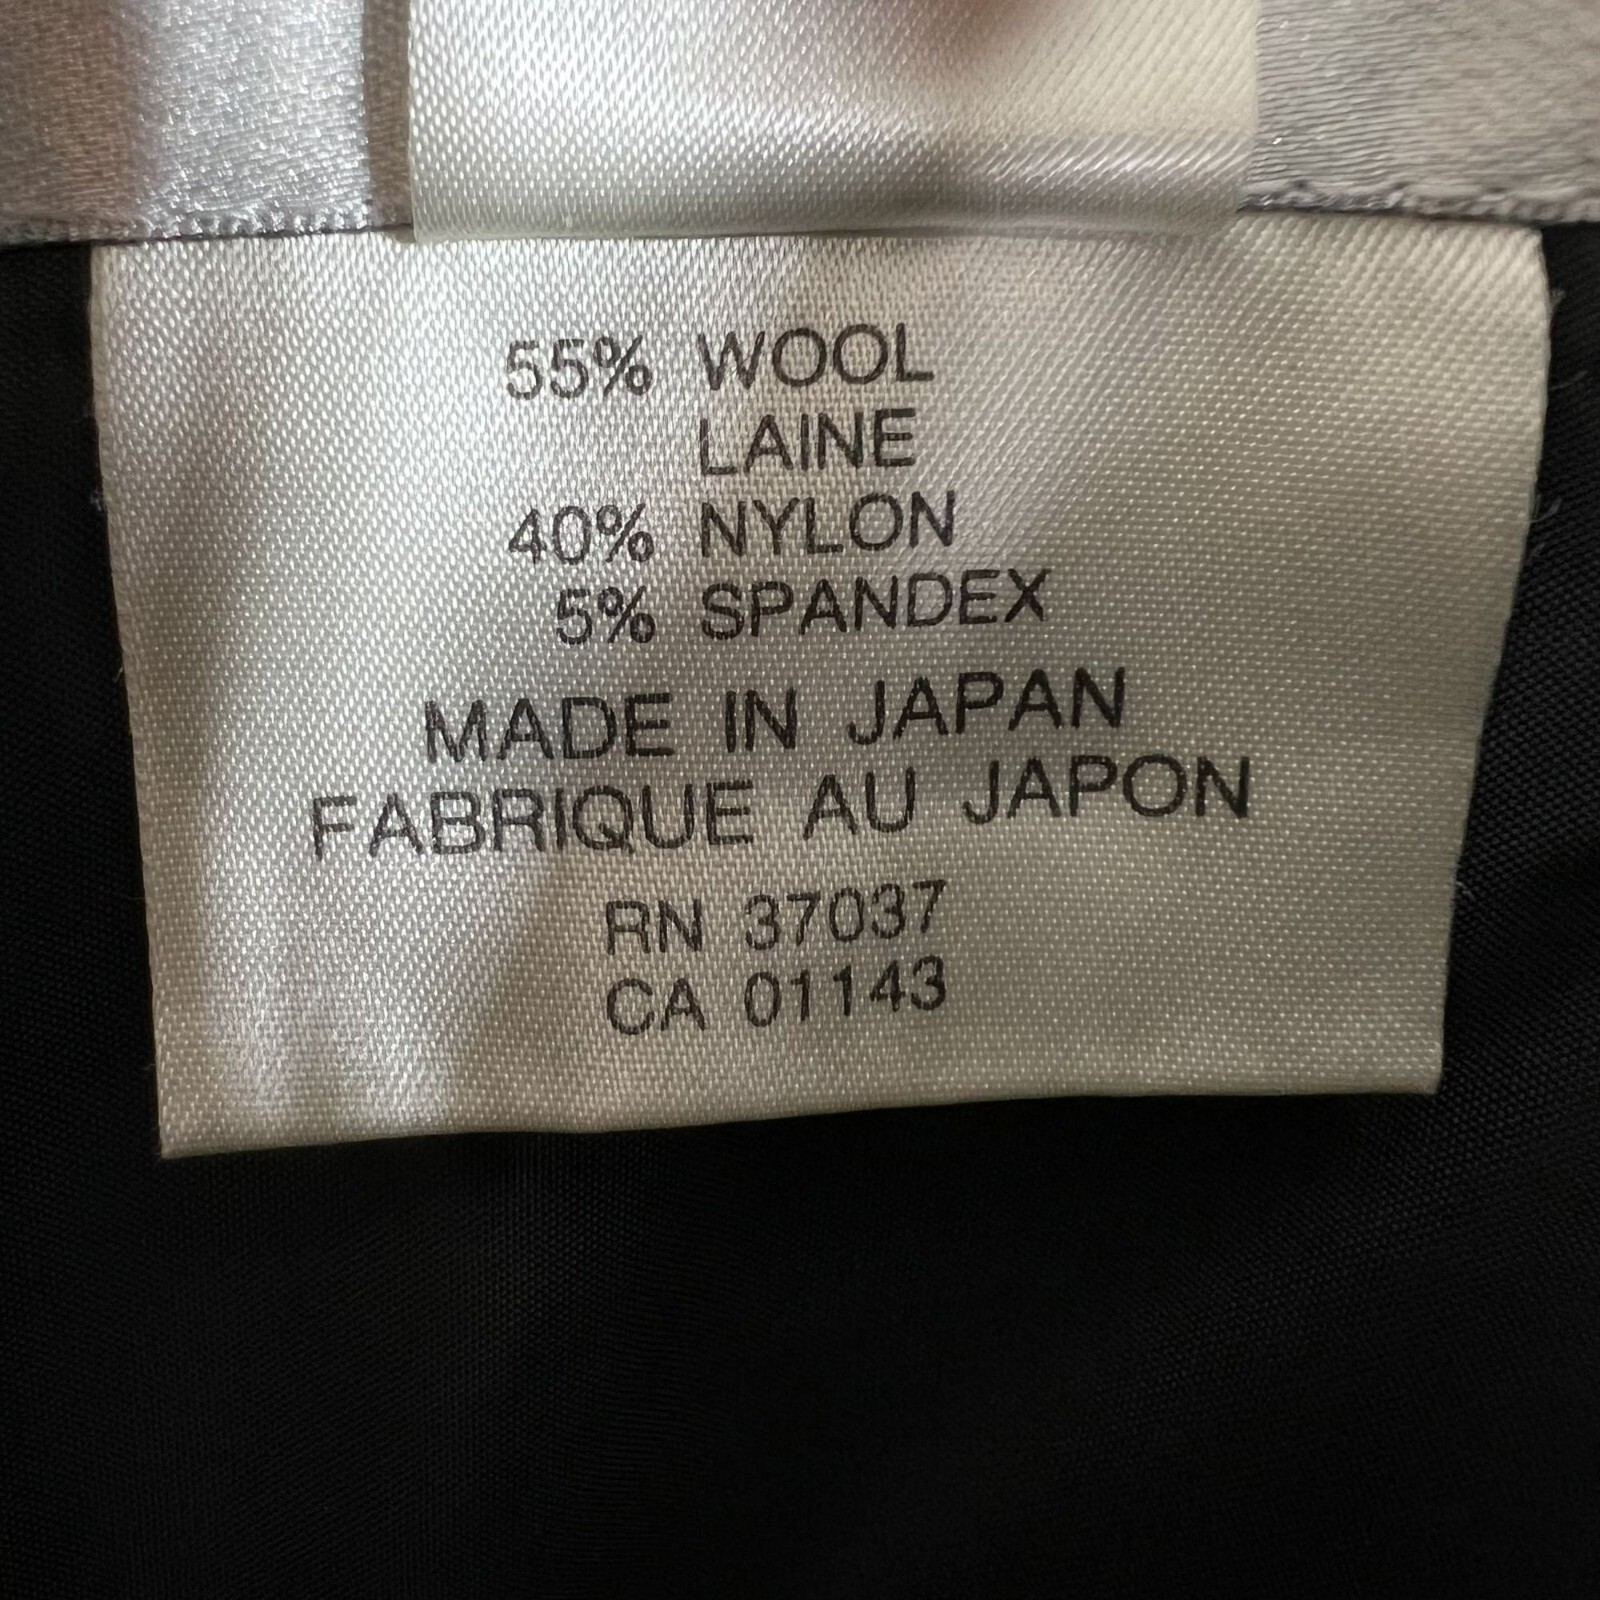 55% WOOL
LAINE
40% NYLON
5% SPANDEX
MADE IN JAPAN
FABRIQUE AU JAPON
RN 37037
CA 01143